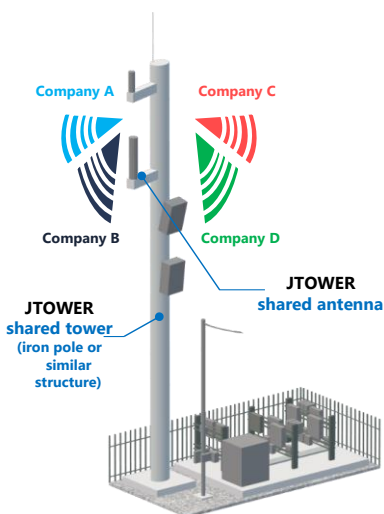 Company A
Company C
Company B
Company D
JTOWER
shared antenna
JTOWER
shared tower
(iron pole or
similar
structure)